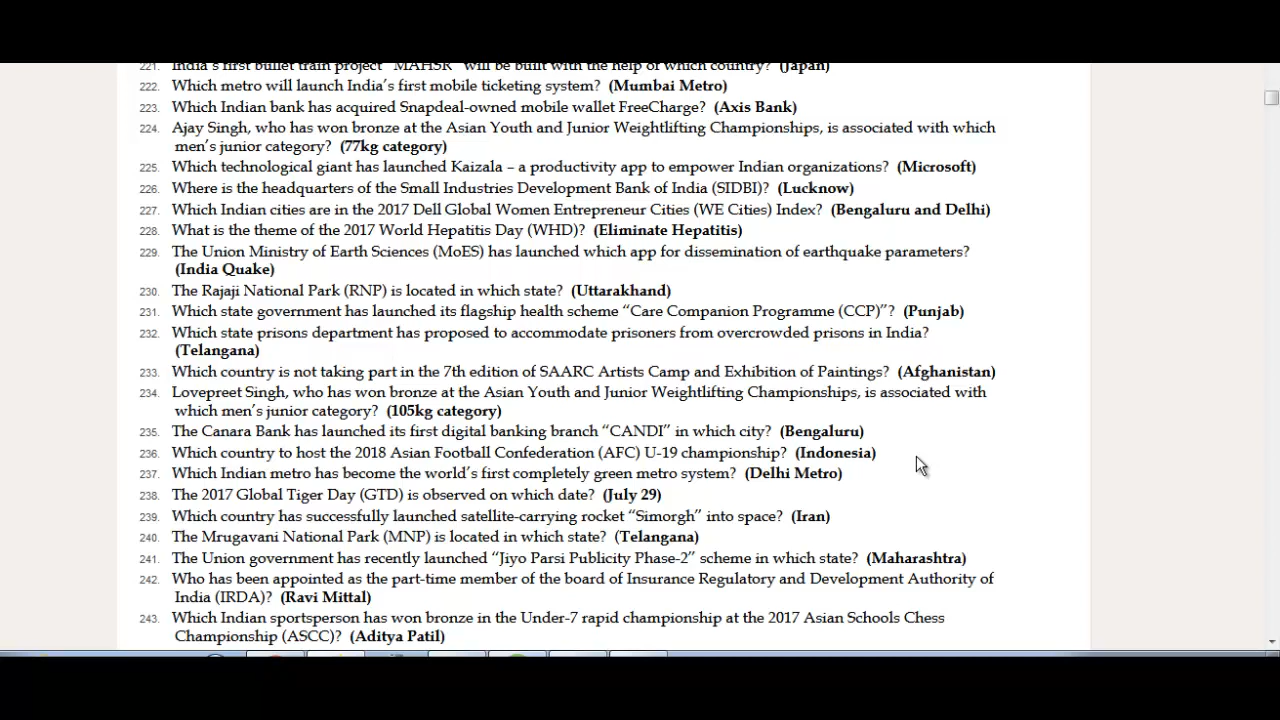 221. India's first bullet train project "MAHSR" will be built with the help of which country? (Japan)
222. Which metro will launch India's first mobile ticketing system? (Mumbai Metro)
223. Which Indian bank has acquired Snapdeal-owned mobile wallet FreeCharge? (Axis Bank)
224. Ajay Singh, who has won bronze at the Asian Youth and Junior Weightlifting Championships, is associated with which
men's junior category? (77kg category)
225. Which technological giant has launched Kaizala – a productivity app to empower Indian organizations? (Microsoft)
226. Where is the headquarters of the Small Industries Development Bank of India (SIDBI)? (Lucknow)
227. Which Indian cities are in the 2017 Dell Global Women Entrepreneur Cities (WE Cities) Index? (Bengaluru and Delhi)
228. What is the theme of the 2017 World Hepatitis Day (WHD)? (Eliminate Hepatitis)
229. The Union Ministry of Earth Sciences (MoES) has launched which app for dissemination of earthquake parameters?
(India Quake)
230. The Rajaji National Park (RNP) is located in which state? (Uttarakhand)
231. Which state government has launched its flagship health scheme “Care Companion Programme (CCP)”? (Punjab)
232. Which state prisons department has proposed to accommodate prisoners from overcrowded prisons in India?
(Telangana)
233. Which country is not taking part in the 7th edition of SAARC Artists Camp and Exhibition of Paintings? (Afghanistan)
234. Lovepreet Singh, who has won bronze at the Asian Youth and Junior Weightlifting Championships, is associated with
which men's junior category? (105kg category)
235. The Canara Bank has launched its first digital banking branch “CANDI” in which city? (Bengaluru)
236. Which country to host the 2018 Asian Football Confederation (AFC) U-19 championship? (Indonesia)
237. Which Indian metro has become the world's first completely green metro system? (Delhi Metro)
238. The 2017 Global Tiger Day (GTD) is observed on which date? (July 29)
239. Which country has successfully launched satellite-carrying rocket “Simorgh” into space? (Iran)
240. The Mrugavani National Park (MNP) is located in which state? (Telangana)
241. The Union government has recently launched “Jiyo Parsi Publicity Phase-2” scheme in which state? (Maharashtra)
242. Who has been appointed as the part-time member of the board of Insurance Regulatory and Development Authority of
India (IRDA)? (Ravi Mittal)
243. Which Indian sportsperson has won bronze in the Under-7 rapid championship at the 2017 Asian Schools Chess
Championship (ASCC)? (Aditya Patil)